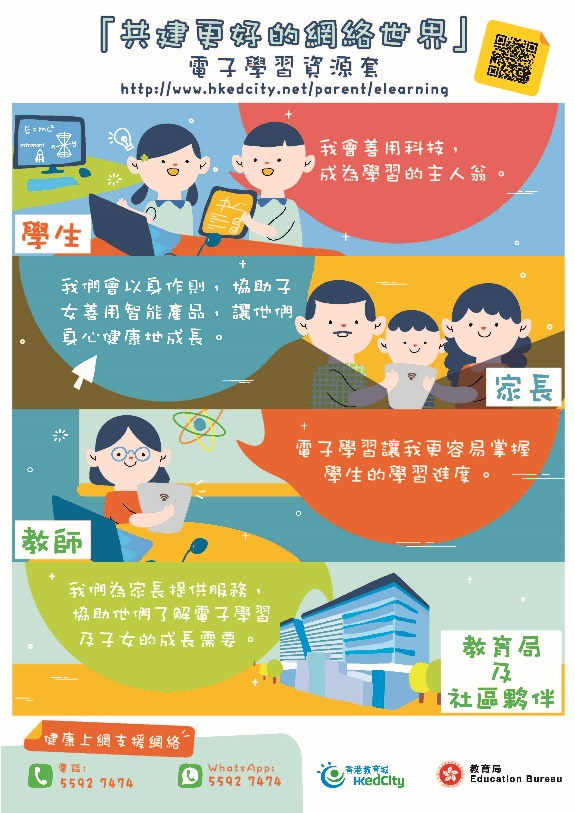 「共建更好的網絡世界」
電子學習資源套
http://www.hkedcity.net/parent/elearning
E=mc²
astronomt
y
我會善用科技，
成為學習的主人翁。
學生
我們會以身作則，協助子
女善用智能產品，讓他們
身心健康地成長。
家長
電子學習讓我更容易掌握
學生的學習進度。
教師
我們為家長提供服務，
協助他們了解電子學習
及子女的成長需要。
教育局
及
社區夥伴
健康上網支援網絡
電話:
5592 7474
WhatsApp:
5592 7474
香港教育城
HKedCity
教育局
Education Bureau